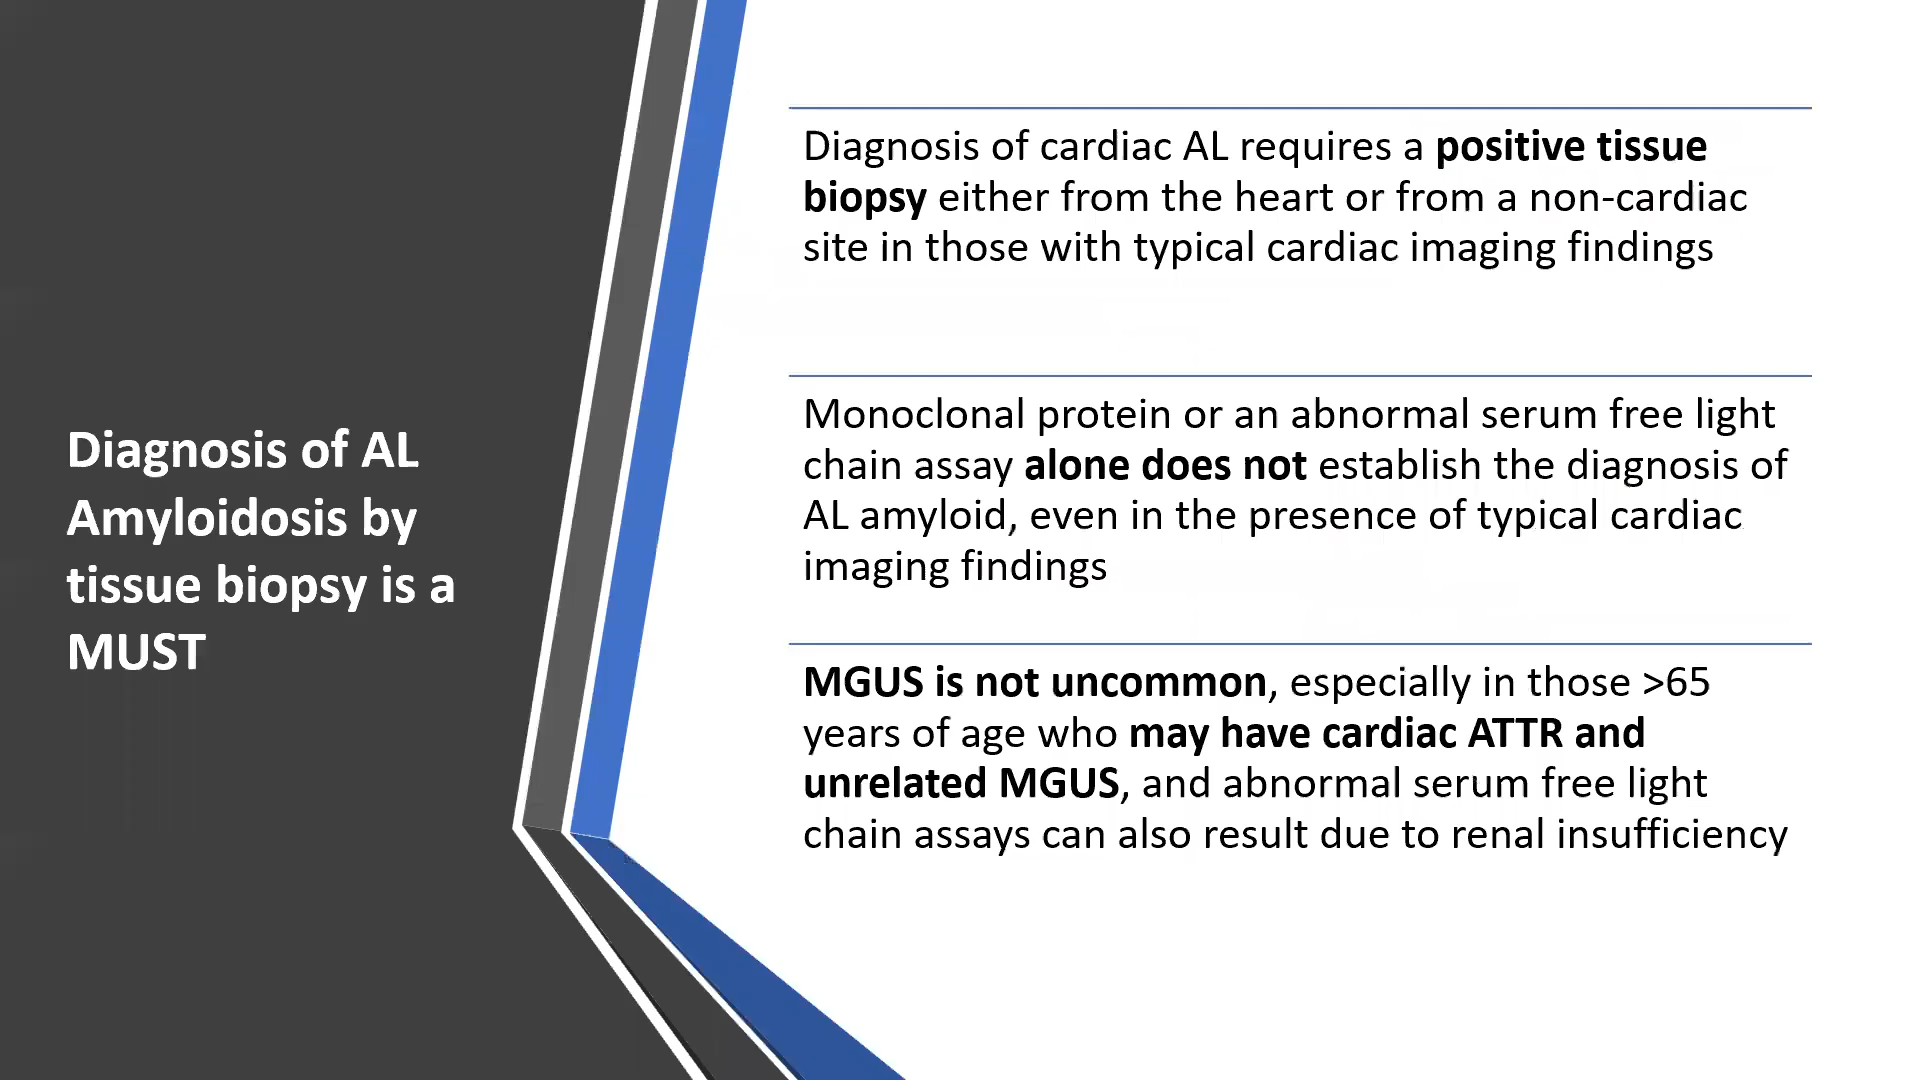 Diagnosis of AL
Amyloidosis by
tissue biopsy is a
MUST
Diagnosis of cardiac AL requires a positive tissue
biopsy either from the heart or from a non-cardiac
site in those with typical cardiac imaging findings
Monoclonal protein or an abnormal serum free light
chain assay alone does not establish the diagnosis of
AL amyloid, even in the presence of typical cardiac
imaging findings
MGUS is not uncommon, especially in those >65
years of age who may have cardiac ATTR and
unrelated MGUS, and abnormal serum free light
chain assays can also result due to renal insufficiency